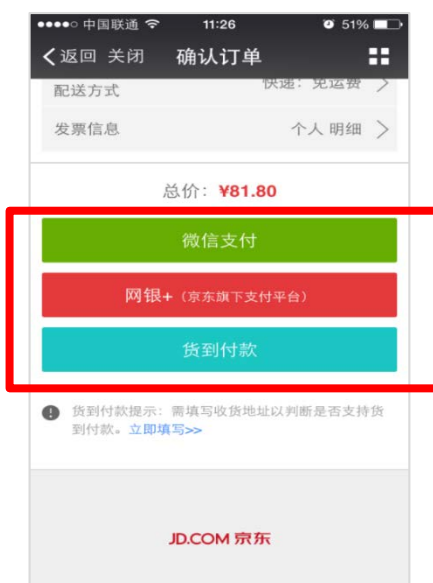 中国联通 11:26 51%
返回 关闭 确认订单
配送方式 快递：免运费 >
发票信息 个人 明细 >
总价：¥81.80
微信支付
网银+（京东旗下支付平台）
货到付款
货到付款提示：需填写收货地址以判断是否支持货
到付款。立即填写>>
JD.COM 京东